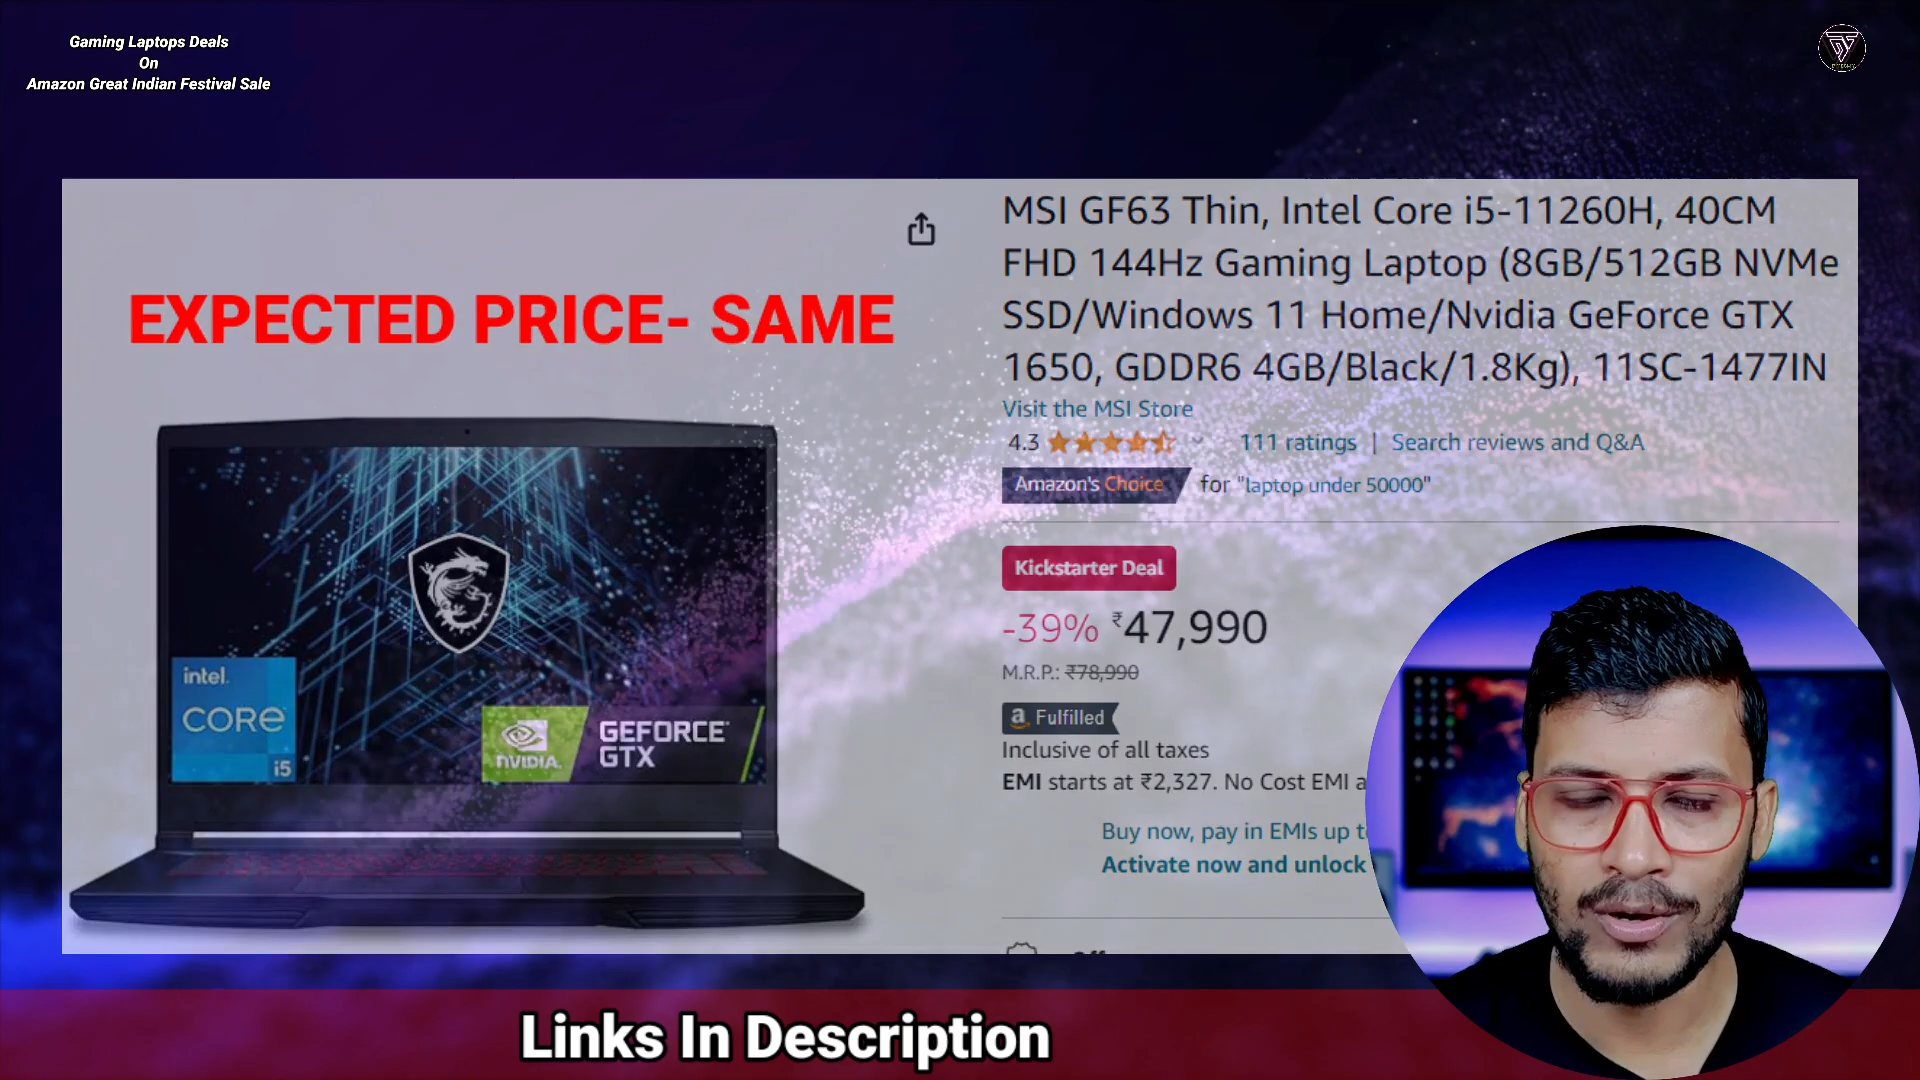 Gaming Laptops Deals
On
Amazon Great Indian Festival Sale
EXPECTED PRICE- SAME
MSI GF63 Thin, Intel Core i5-11260H, 40CM
FHD 144Hz Gaming Laptop (8GB/512GB NVMe
SSD/Windows 11 Home/Nvidia GeForce GTX
1650, GDDR6 4GB/Black/1.8Kg), 11SC-1477IN
Visit the MSI Store
4.3 111 ratings | Search reviews and Q&A
Amazon's Choice for "laptop under 50000"
Kickstarter Deal
-39% ₹47,990
M.R.P.: ₹78,990
a Fulfilled
Inclusive of all taxes
EMI starts at ₹2,327. No Cost EMI
Buy now, pay in EMIs up
Activate now and unlock
intel.
CORE
i5
NVIDIA.
GEFORCE
GTX
Links In Description